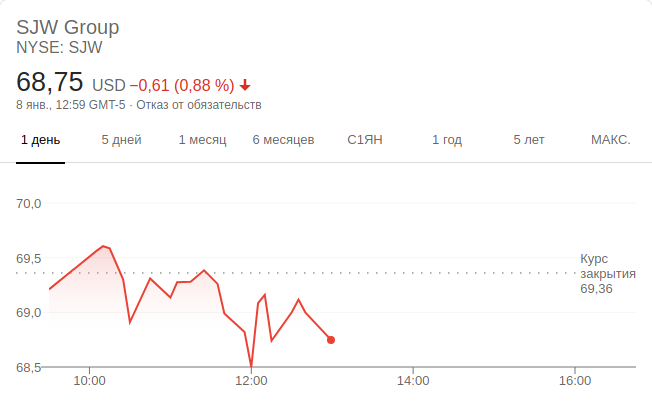 SJW Group
NYSE: SJW
68,75 USD −0,61 (0,88 %)
8 янв., 12:59 GMT-5 · Отказ от обязательств
1 день 5 дней 1 месяц 6 месяцев С1ЯН 1 год 5 лет МАКС.
70,0
69,5
Курс
закрытия
69,36
69,0
68,5
10:00 12:00 14:00 16:00